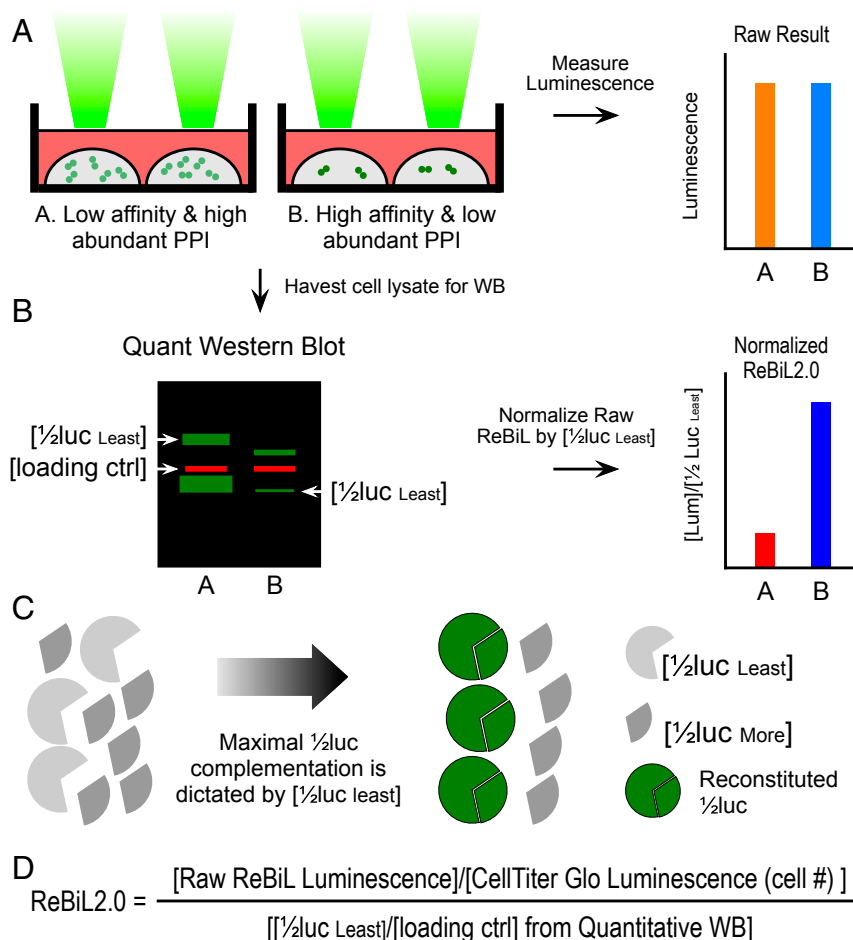 A
Measure
Luminescence
Raw Result
Luminescence
A B
A. Low affinity & high
abundant PPI
B. High affinity & low
abundant PPI
Havest cell lysate for WB
B
Quant Western Blot
[½luc Least]
[loading ctrl]
[½luc Least]
A B
Normalize Raw
ReBiL by [½luc Least]
Normalized
ReBiL2.0
[Lum]/[½ Luc Least]
A B
C
Maximal ½luc
complementation is
dictated by [½luc least]
[½luc Least]
[½luc More]
Reconstituted
½luc
D
ReBiL2.0 =
[Raw ReBiL Luminescence]/[CellTiter Glo Luminescence (cell #) ]
[[½luc Least]/[loading ctrl] from Quantitative WB]